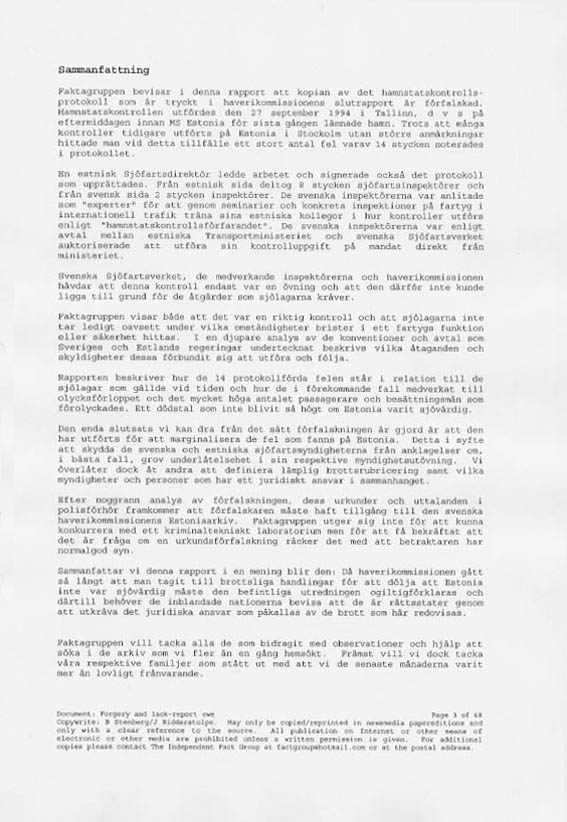 Sammanfattning
Faktagruppen bevisar i denna rapport att kopian av det hamnstatskontrolls-
protokoll som är tryckt i haverikommissionens slutrapport är förfalskad.
Hamnstatskontrollen utfördes den 27 september 1994 i Tallinn, d v s på
eftermiddagen innan MS Estonia för sista gången lämnade hamn. Trots att många
kontroller tidigare utförts på Estonia i Stockolm utan större anmärkningar
hittade man vid detta tillfälle ett stort antal fel varav 14 stycken noterades
i protokollet.
En estnisk Sjöfartsdirektör ledde arbetet och signerade också det protokoll
som upprättades. Från estnisk sida deltog 8 stycken sjöfartsinspektörer och
från svensk sida 2 stycken inspektörer. De svenska inspektörerna var anlitade
som "experter" för att genom seminarier och konkreta inspektioner på fartyg i
internationell trafik träna sina estniska kollegor i hur kontroller utförs
enligt "hamnstatskontrollsförfarandet". De svenska inspektörerna var enligt
avtal mellan estniska Transportministeriet och svenska Sjöfartsverket
auktoriserade att utföra sin kontrolluppgift på mandat direkt från
ministeriet.
Svenska Sjöfartsverket, de medverkande inspektörerna och haverikommissionen
hävdar att denna kontroll endast var en övning och att den därför inte kunde
ligga till grund för de åtgärder som sjölagarna kräver.
Faktagruppen visar både att det var en riktig kontroll och att sjölagarna inte
tar ledigt oavsett under vilka omständigheter brister i ett fartygs funktion
eller säkerhet hittas. I en djupare analys av de konventioner och avtal som
Sveriges och Estlands regeringar undertecknat beskrivs vilka åtaganden och
skyldigheter dessa förbundit sig att utföra och följa.
Rapporten beskriver hur de 14 protokollförda felen står i relation till de
sjölagar som gällde vid tiden och hur de i förekommande fall medverkat till
olycksförloppet och det mycket höga antalet passagerare och besättningsmän som
förolyckades. Ett dödstal som inte blivit så högt om Estonia varit sjövärdig.
Den enda slutsats vi kan dra från det sätt förfalskningen är gjord är att den
har utförts för att marginalisera de fel som fanns på Estonia. Detta i syfte
att skydda de svenska och estniska sjöfartsmyndigheterna från anklagelser om,
i bästa fall, grov underlåtelsehet i sin respektive myndighetsutövning. Vi
överlåter dock åt andra att definiera lämplig brottsrubricering samt vilka
myndigheter och personer som har ett juridiskt ansvar i sammanhanget.
Efter noggrann analys av förfalskningen, dess urkunder och uttalanden i
polisförhör framkommer att förfalskaren måste haft tillgång till den svenska
haverikommissionens Estoniaarkiv. Faktagruppen utger sig inte för att kunna
konkurrera med ett kriminaltekniskt laboratorium men för att få bekräftat att
det är fråga om en urkundsförfalskning räcker det med att betraktaren har
normalgod syn.
Sammanfattar vi denna rapport i en mening blir den: Då haverikommissionen gått
så långt att man tagit till brottsliga handlingar för att dölja att Estonia
inte var sjövärdig måste den befintliga utredningen ogiltigförklaras och
därtill behöver de inblandade nationerna bevisa att de är rättsstater genom
att utkräva det juridiska ansvar som påkallas av de brott som här redovisas.
Faktagruppen vill tacka alla de som bidragit med observationer och hjälp att
söka i de arkiv som vi fler än en gång hemsökt. Främst vill vi dock tacka
våra respektive familjer som stått ut med att vi de senaste månaderna varit
mer än lovligt frånvarande.
Document: Forgery and lack-report swe Page 3 of 68
Copywrite: B Stenberg/J Ridderstolpe. May only be copied/reprinted in newsmedia papereditions and
only with a clear reference to the source. All publication on Internet or other means of
electronic or other media are prohibited unless a written permission is given. For additional
copies please contact The Independent Fact Group at factgroup@hotmail.com or at the postal address.